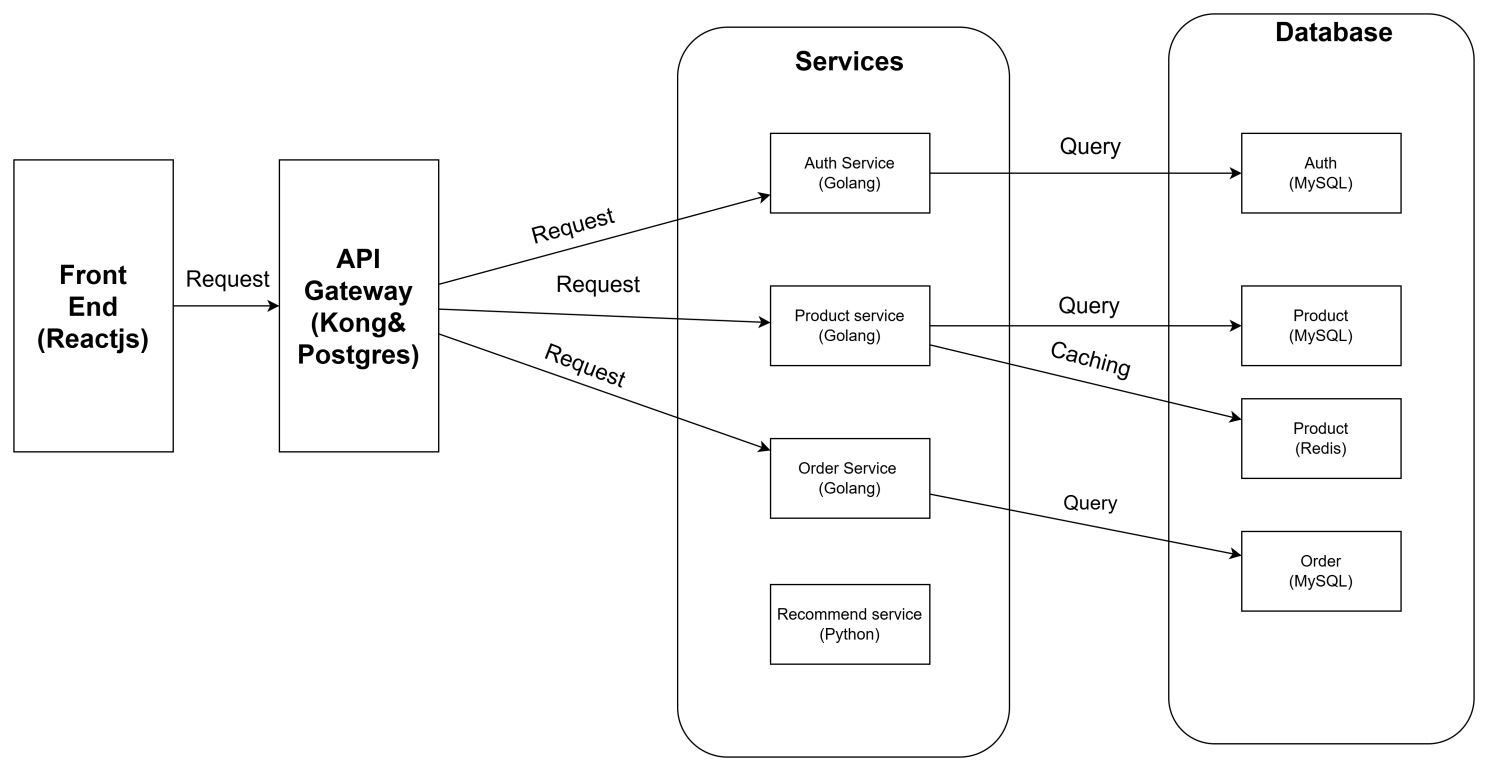 Front
End
(Reactjs)
Request
API
Gateway
(Kong&
Postgres)
Request
Request
Request
Services
Auth Service
(Golang)
Product service
(Golang)
Order Service
(Golang)
Recommend service
(Python)
Query
Query
Caching
Query
Database
Auth
(MySQL)
Product
(MySQL)
Product
(Redis)
Order
(MySQL)